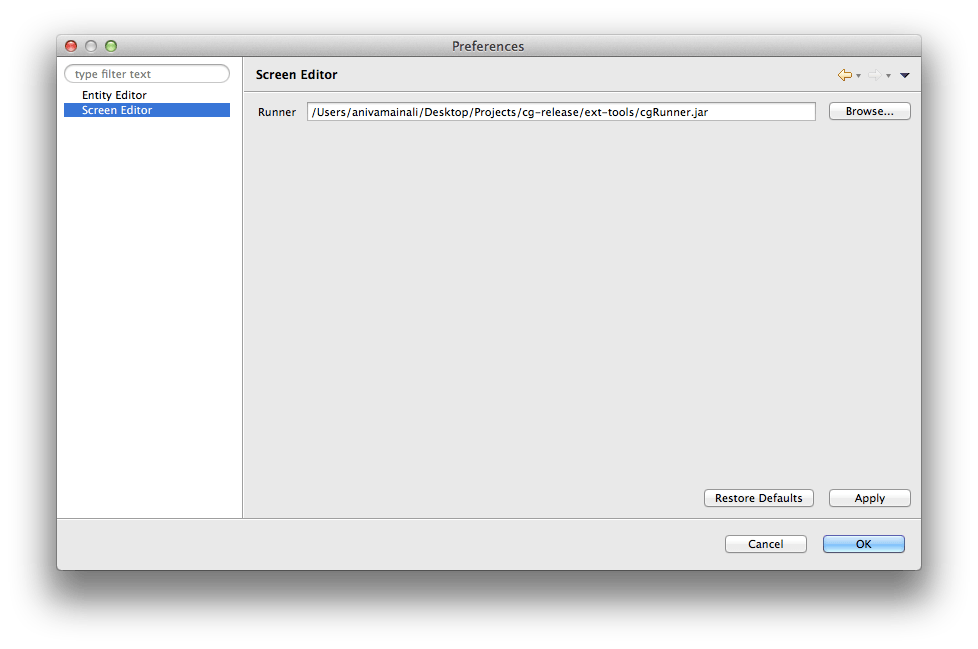 Preferences
type filter text
Entity Editor
Screen Editor
Screen Editor
Runner /Users/anivamainali/Desktop/Projects/cg-release/ext-tools/cgRunner.jar Browse...
Restore Defaults Apply
Cancel OK